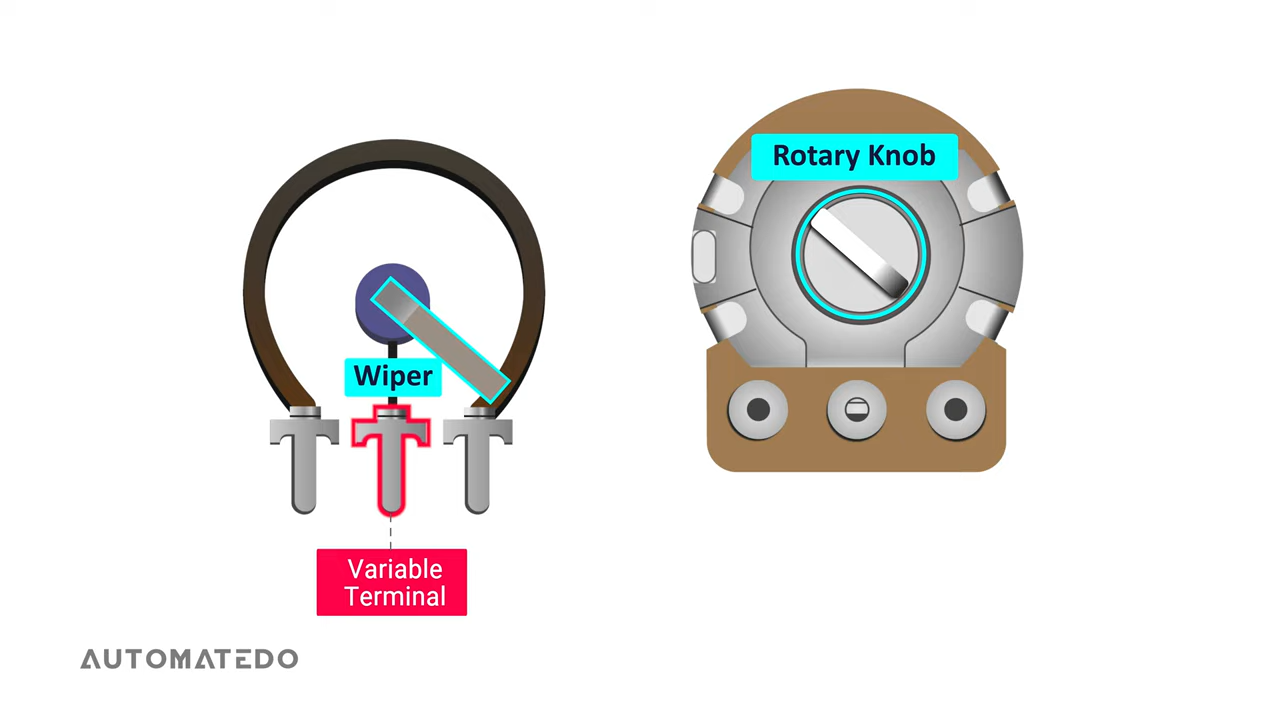 Rotary Knob
Wiper
Variable
Terminal
AUTOMATEDO